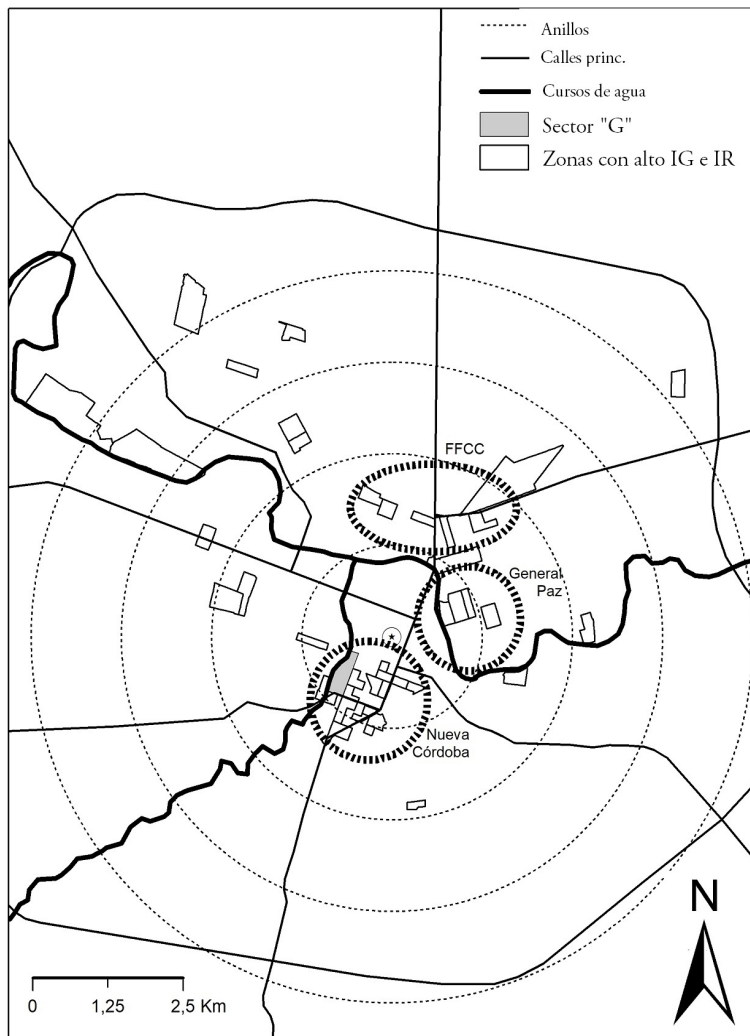 Anillos
Calles princ.
Cursos de agua
Sector "G"
Zonas con alto IG e IR
FFCC
General
Paz
Nueva
Córdoba
N
0 1,25 2,5 Km